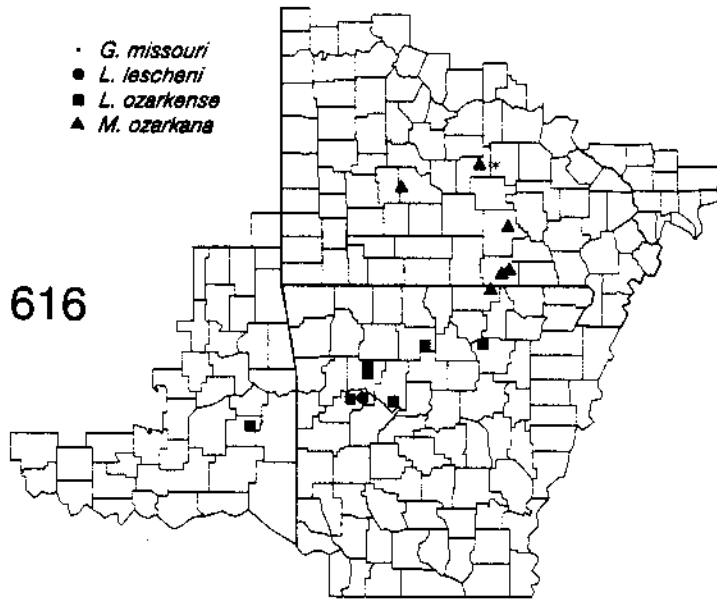 G. missouri
L. lescheni
L. ozarkense
M. ozarkana
616